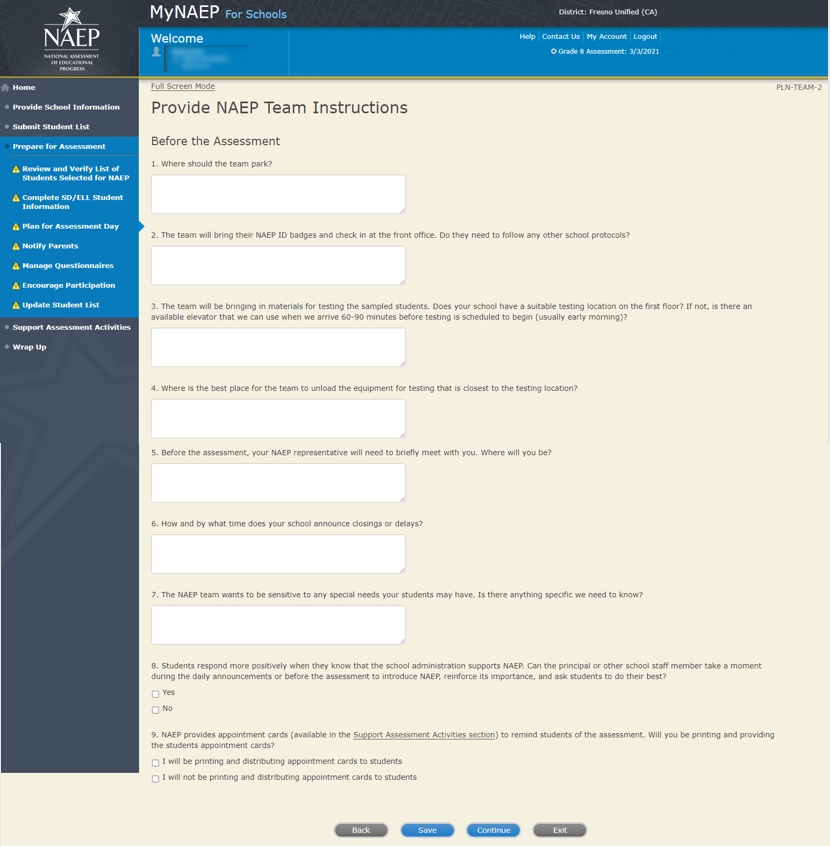 MyNAEP For Schools
District: Fresno Unified (CA)
NAEP
NATIONAL ASSESSMENT
OF EDUCATIONAL
PROGRESS
Welcome
Help
Contact Us
My Account
Logout
Grade 8 Assessment: 3/3/2021
Home
Provide School Information
Submit Student List
Prepare for Assessment
Review and Verify List of
Students Selected for NAEP
Complete SD/ELL Student
Information
Plan for Assessment Day
Notify Parents
Manage Questionnaires
Encourage Participation
Update Student List
Support Assessment Activities
Wrap Up
Full Screen Mode
PLN-TEAM-2
Provide NAEP Team Instructions
Before the Assessment
1. Where should the team park?
2. The team will bring their NAEP ID badges and check in at the front office. Do they need to follow any other school protocols?
3. The team will be bringing in materials for testing the sampled students. Does your school have a suitable testing location on the first floor? If not, is there an
available elevator that we can use when we arrive 60-90 minutes before testing is scheduled to begin (usually early morning)?
4. Where is the best place for the team to unload the equipment for testing that is closest to the testing location?
5. Before the assessment, your NAEP representative will need to briefly meet with you. Where will you be?
6. How and by what time does your school announce closings or delays?
7. The NAEP team wants to be sensitive to any special needs your students may have. Is there anything specific we need to know?
8. Students respond more positively when they know that the school administration supports NAEP. Can the principal or other school staff member take a moment
during the daily announcements or before the assessment to introduce NAEP, reinforce its importance, and ask students to do their best?
Yes
No
9. NAEP provides appointment cards (available in the Support Assessment Activities section) to remind students of the assessment. Will you be printing and providing
the students appointment cards?
I will be printing and distributing appointment cards to students
I will not be printing and distributing appointment cards to students
Back
Save
Continue
Exit